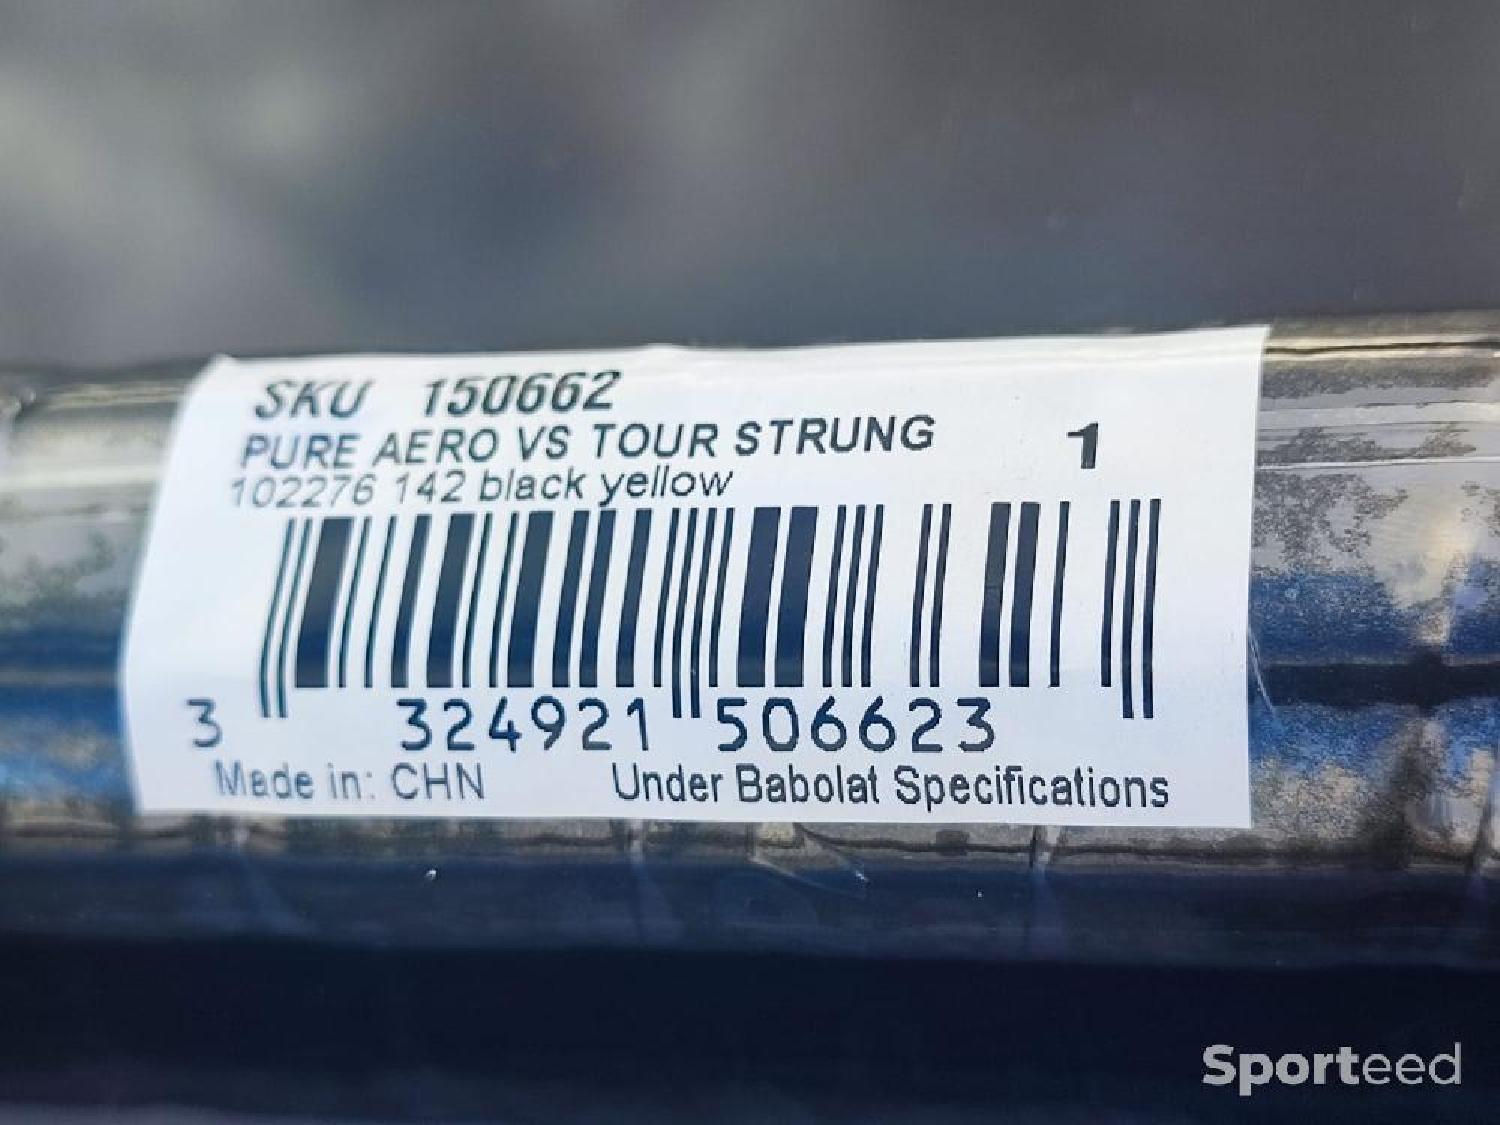 SKU 150662
PURE AERO VS TOUR STRUNG 1
102276 142 black yellow
3 324921 506623
Made in: CHN Under Babolat Specifications
Sporteed